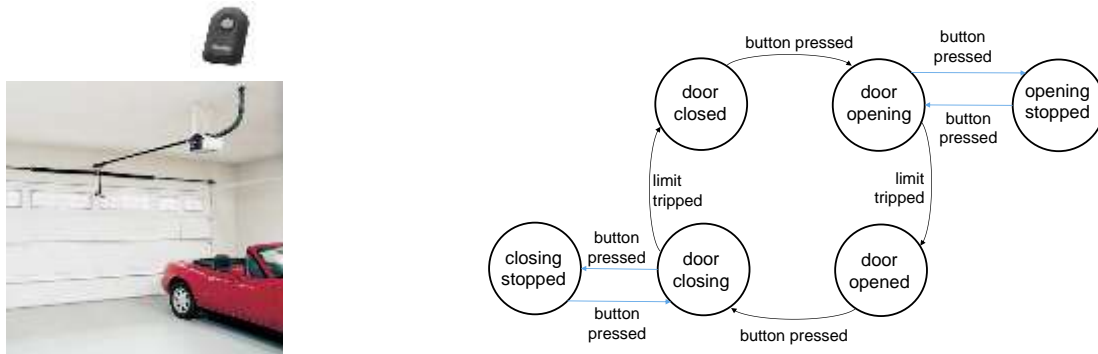 button pressed
button
pressed
door
closed
door
opening
opening
stopped
button
pressed
limit
tripped
limit
tripped
closing
stopped
button
pressed
door
closing
door
opened
button
pressed
button pressed